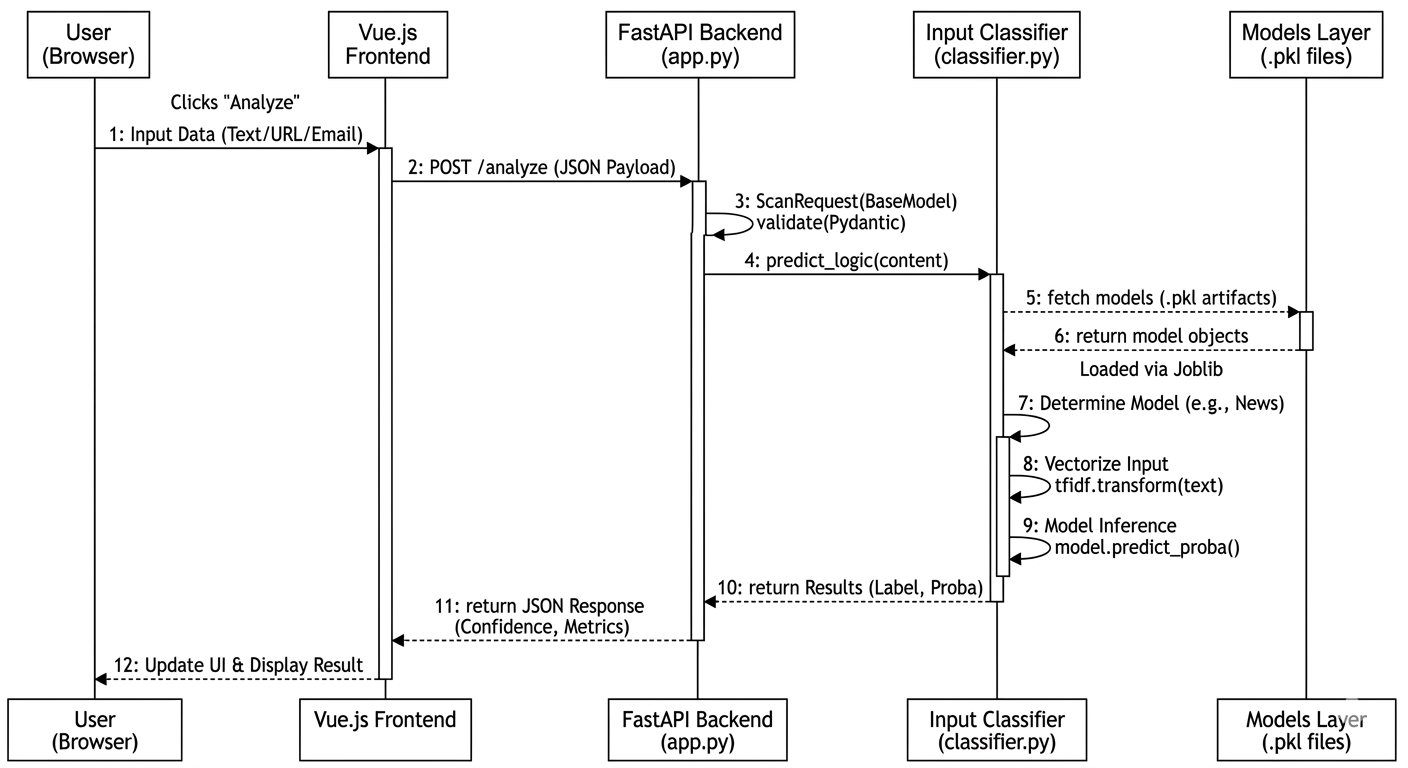 User
(Browser)
Vue.js
Frontend
FastAPI Backend
(app.py)
Input Classifier
(classifier.py)
Models Layer
(.pkl files)
Clicks "Analyze"
1: Input Data (Text/URL/Email)
2: POST /analyze (JSON Payload)
3: ScanRequest(BaseModel)
validate(Pydantic)
4: predict_logic(content)
5: fetch models (.pkl artifacts)
6: return model objects
Loaded via Joblib
7: Determine Model (e.g., News)
8: Vectorize Input
tfidf.transform(text)
9: Model Inference
model.predict_proba()
10: return Results (Label, Proba)
11: return JSON Response
(Confidence, Metrics)
12: Update UI & Display Result
User
(Browser)
Vue.js Frontend
FastAPI Backend
(app.py)
Input Classifier
(classifier.py)
Models Layer
(.pkl files)